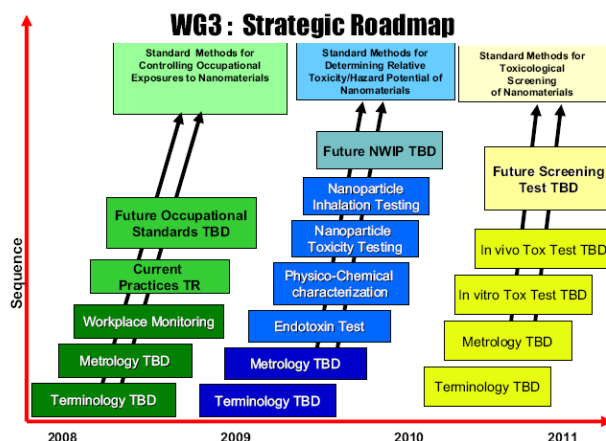 WG3 : Strategic Roadmap
Standard Methods for
Controlling Occupational
Exposures to Nanomaterials
Standard Methods for
Determining Relative
Toxicity/Hazard Potential of
Nanomaterials
Standard Methods for
Toxicological
Screening
of Nanomaterials
Future Occupational
Standards TBD
Current
Practices TR
Workplace Monitoring
Metrology TBD
Terminology TBD
Future NWIP TBD
Nanoparticle
Inhalation Testing
Nanoparticle
Toxicity Testing
Physico-Chemical
characterization
Endotoxin Test
Metrology TBD
Terminology TBD
Future Screening
Test TBD
In vivo Tox Test TBD
In vitro Tox Test TBD
Metrology TBD
Terminology TBD
Sequence
2008
2009
2010
2011